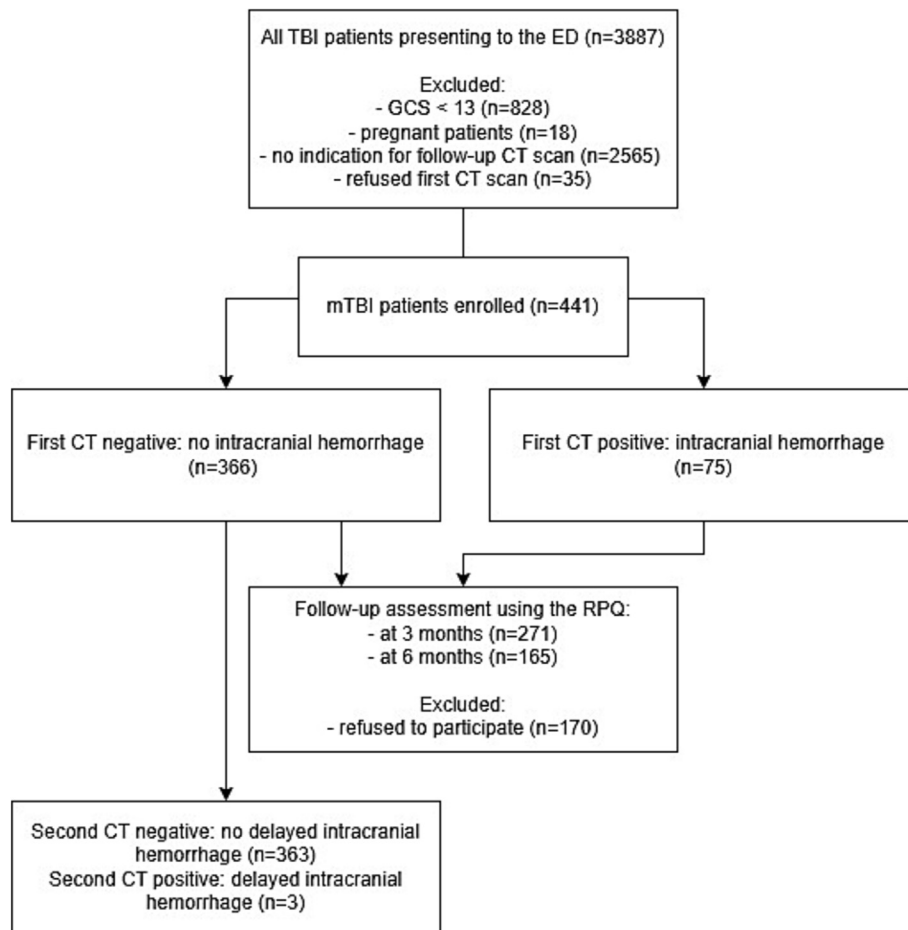 All TBI patients presenting to the ED (n=3887)
Excluded:
- GCS < 13 (n=828)
- pregnant patients (n=18)
- no indication for follow-up CT scan (n=2565)
- refused first CT scan (n=35)
mTBI patients enrolled (n=441)
First CT negative: no intracranial hemorrhage
(n=366)
First CT positive: intracranial hemorrhage
(n=75)
Follow-up assessment using the RPQ:
- at 3 months (n=271)
- at 6 months (n=165)
Excluded:
- refused to participate (n=170)
Second CT negative: no delayed intracranial
hemorrhage (n=363)
Second CT positive: delayed intracranial
hemorrhage (n=3)